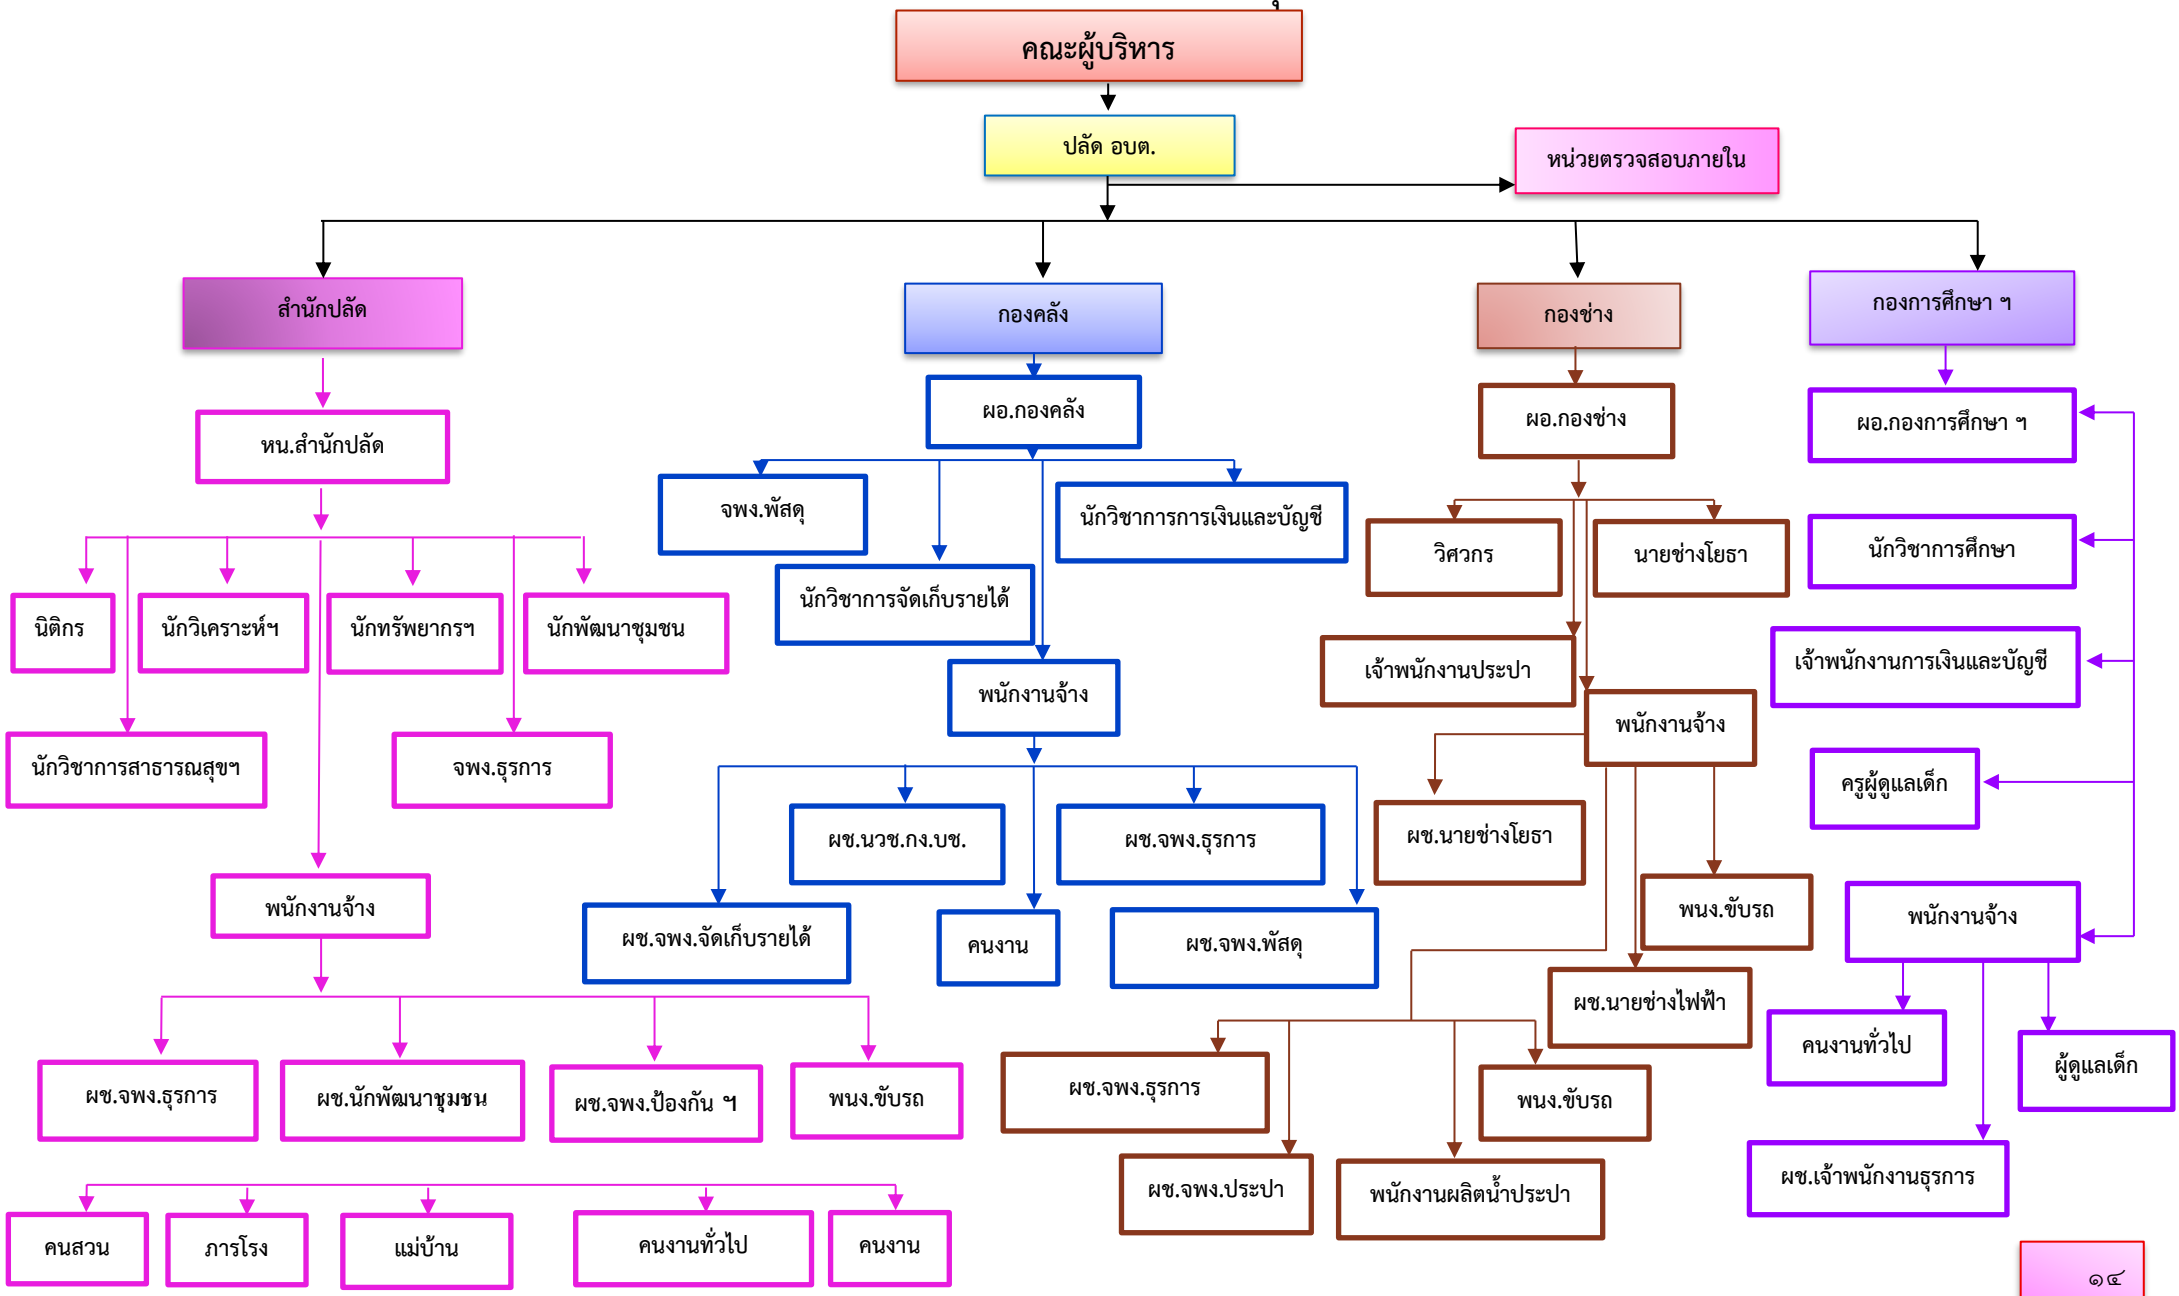 คณะผู้บริหาร
ปลัด อบต.
หน่วยตรวจสอบภายใน
สำนักปลัด
กองคลัง
กองช่าง
กองการศึกษา ฯ
หน.สำนักปลัด
ผอ.กองคลัง
ผอ.กองช่าง
ผอ.กองการศึกษา ฯ
นิติกร
นักวิเคราะห์ฯ
นักทรัพยากรฯ
นักพัฒนาชุมชน
นักวิชาการสาธารณสุขฯ
จพง.ธุรการ
พนักงานจ้าง
ผช.จพง.ธุรการ
ผช.นักพัฒนาชุมชน
ผช.จพง.ป้องกัน ฯ
พนง.ขับรถ
คนสวน
ภารโรง
แม่บ้าน
คนงานทั่วไป
คนงาน
จพง.พัสดุ
นักวิชาการการเงินและบัญชี
นักวิชาการจัดเก็บรายได้
พนักงานจ้าง
ผช.นวช.กง.บช.
ผช.จพง.ธุรการ
ผช.จพง.จัดเก็บรายได้
คนงาน
ผช.จพง.พัสดุ
วิศวกร
นายช่างโยธา
เจ้าพนักงานประปา
พนักงานจ้าง
ผช.นายช่างโยธา
พนง.ขับรถ
ผช.นายช่างไฟฟ้า
ผช.จพง.ธุรการ
พนง.ขับรถ
ผช.จพง.ประปา
พนักงานผลิตน้ำประปา
นักวิชาการศึกษา
เจ้าพนักงานการเงินและบัญชี
ครูผู้ดูแลเด็ก
พนักงานจ้าง
คนงานทั่วไป
ผู้ดูแลเด็ก
ผช.เจ้าพนักงานธุรการ
๑๔